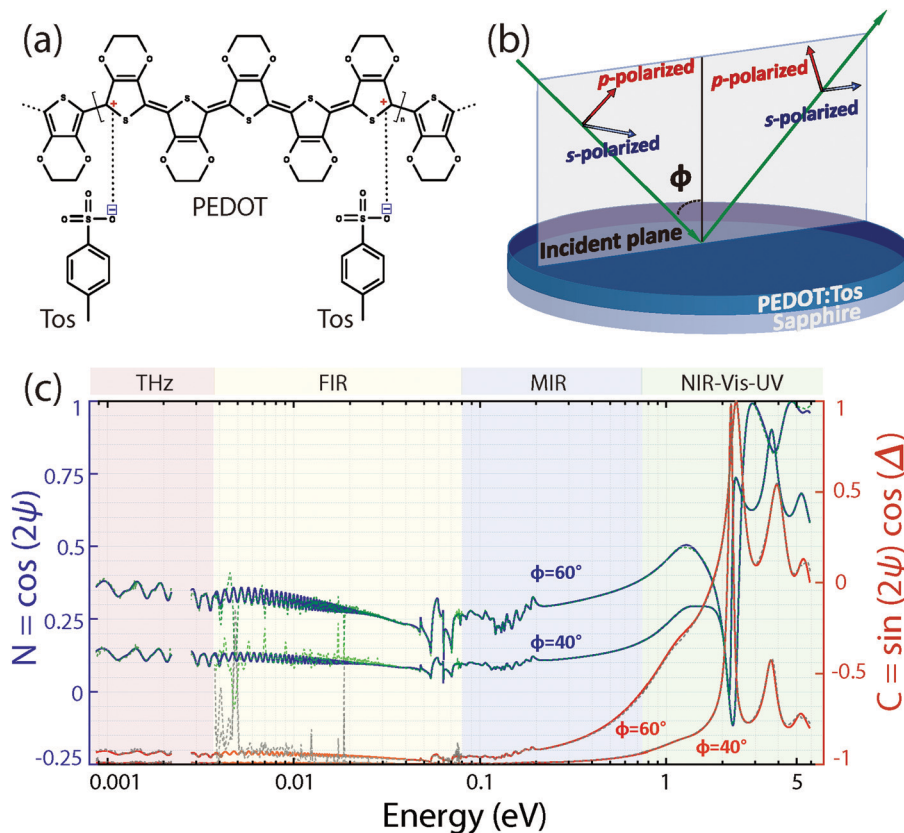 (a)
O O O O
S S S S S S
+ +
[ ]n
O O O O O O O O
PEDOT
O O
O=S-O − O=S-O −
Tos Tos
(b)
p-polarized p-polarized
s-polarized s-polarized
ϕ
Incident plane
PEDOT:Tos
Sapphire
(c)
THz FIR MIR NIR-Vis-UV
N = cos (2ψ)
1
0.75
0.5
0.25
0
-0.25
ϕ=60°
ϕ=40°
ϕ=60°
ϕ=40°
1
0.5
0
-0.5
-1
C = sin (2ψ) cos (Δ)
0.001 0.01 0.1 1 5
Energy (eV)